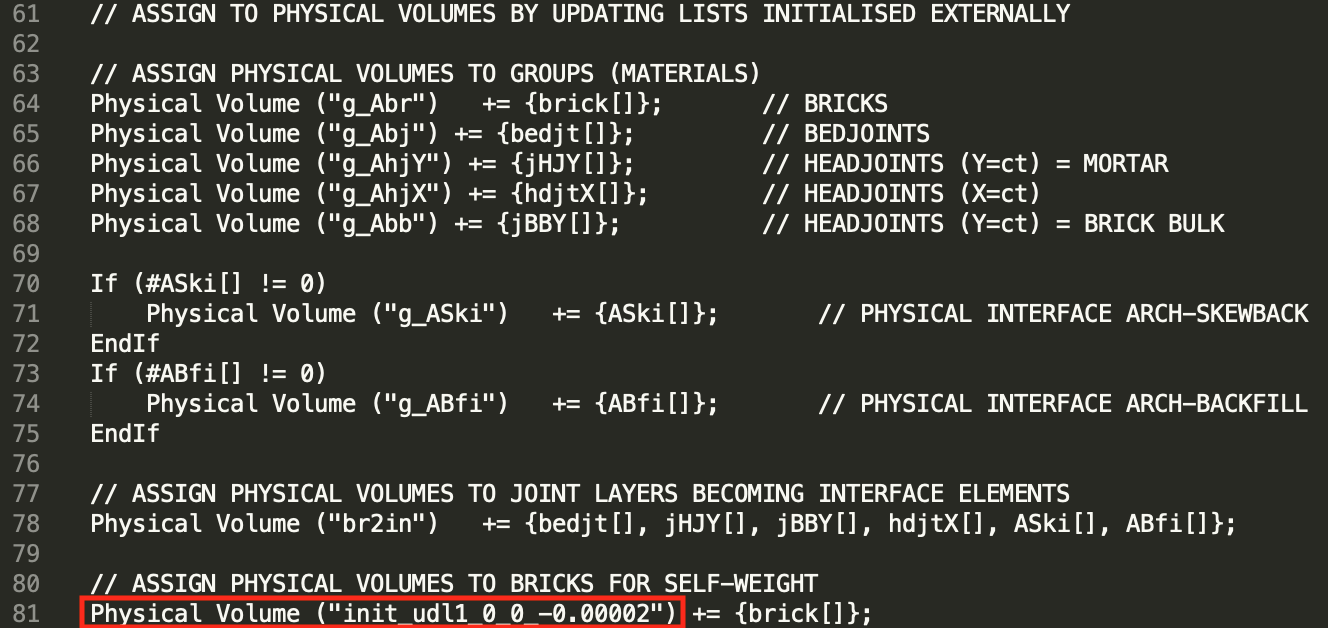 61 // ASSIGN TO PHYSICAL VOLUMES BY UPDATING LISTS INITIALISED EXTERNALLY
62
63 // ASSIGN PHYSICAL VOLUMES TO GROUPS (MATERIALS)
64 Physical Volume ("g_Abr")   += {brick[]};       // BRICKS
65 Physical Volume ("g_Abj") += {bedjt[]};         // BEDJOINTS
66 Physical Volume ("g_AhjY") += {jHJY[]};         // HEADJOINTS (Y=ct) = MORTAR
67 Physical Volume ("g_AhjX") += {hdjtX[]};        // HEADJOINTS (X=ct)
68 Physical Volume ("g_Abb") += {jBBY[]};          // HEADJOINTS (Y=ct) = BRICK BULK
69
70 If (#ASki[] != 0)
71     Physical Volume ("g_ASki")   += {ASki[]};       // PHYSICAL INTERFACE ARCH-SKEWBACK
72 EndIf
73 If (#ABfi[] != 0)
74     Physical Volume ("g_ABfi")   += {ABfi[]};       // PHYSICAL INTERFACE ARCH-BACKFILL
75 EndIf
76
77 // ASSIGN PHYSICAL VOLUMES TO JOINT LAYERS BECOMING INTERFACE ELEMENTS
78 Physical Volume ("br2in")   += {bedjt[], jHJY[], jBBY[], hdjtX[], ASki[], ABfi[]};
79
80 // ASSIGN PHYSICAL VOLUMES TO BRICKS FOR SELF-WEIGHT
81 Physical Volume ("init_udl1_0_0_-0.00002") += {brick[]};